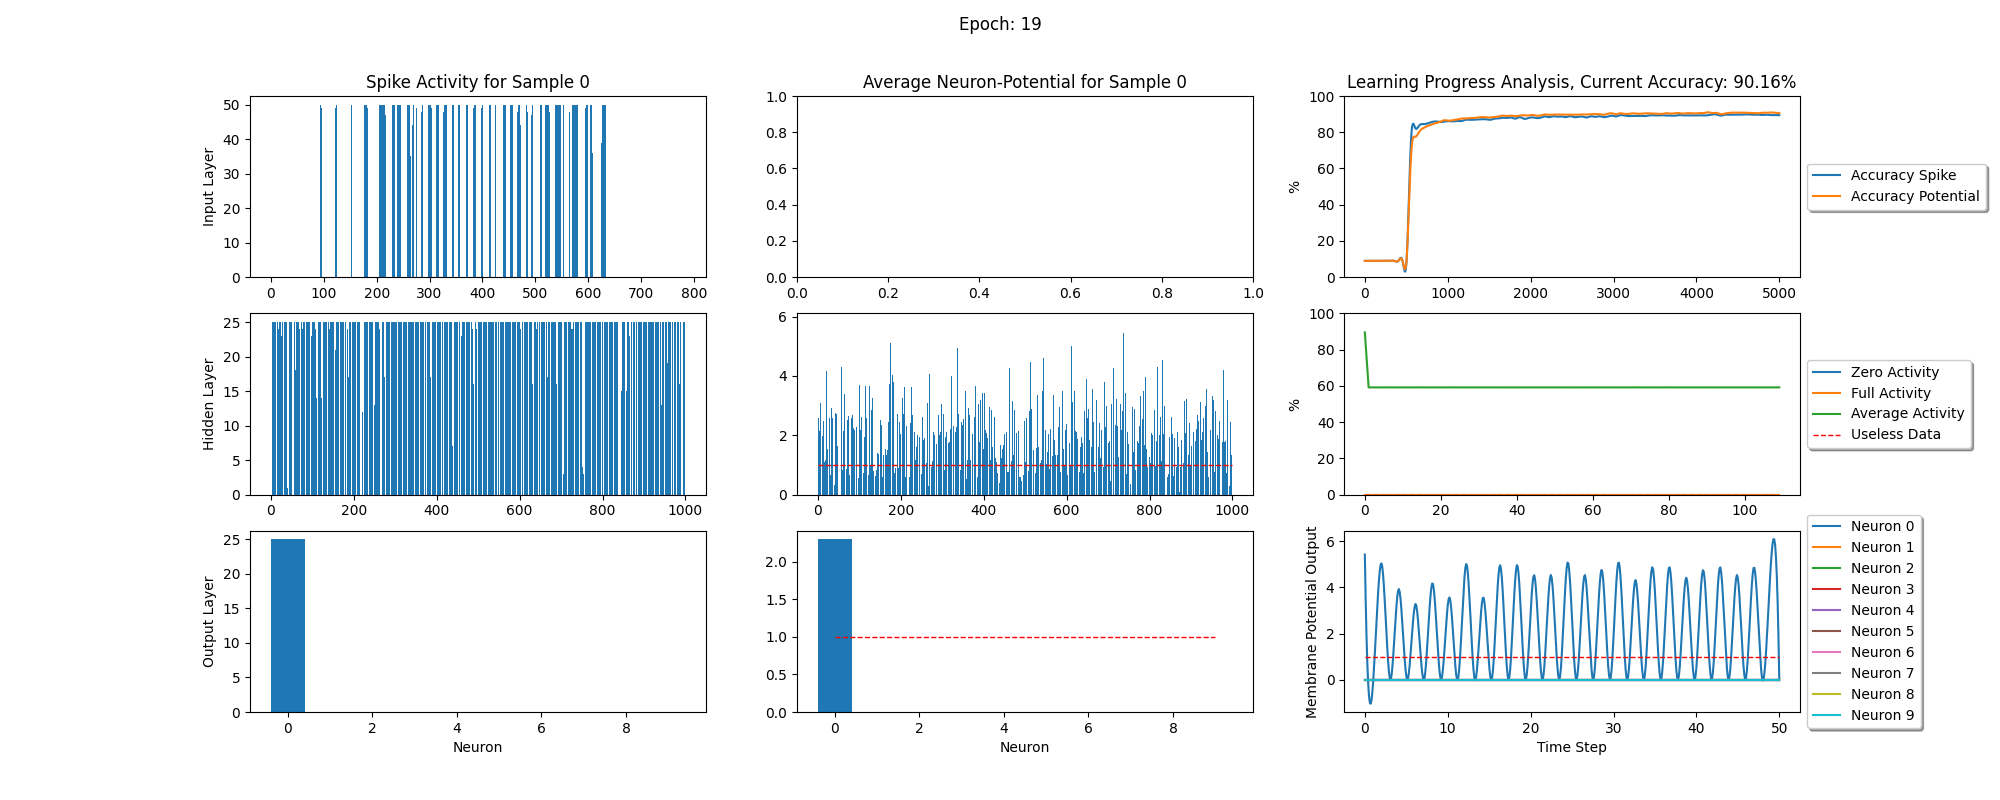 Epoch: 19
Spike Activity for Sample 0
Average Neuron-Potential for Sample 0
Learning Progress Analysis, Current Accuracy: 90.16%
Input Layer
50
40
30
20
10
0
0 100 200 300 400 500 600 700 800
1.0
0.8
0.6
0.4
0.2
0.0
0.0 0.2 0.4 0.6 0.8 1.0
%
100
80
60
40
20
0
0 1000 2000 3000 4000 5000
Accuracy Spike
Accuracy Potential
Hidden Layer
25
20
15
10
5
0
0 200 400 600 800 1000
6
4
2
0
0 200 400 600 800 1000
%
100
80
60
40
20
0
0 20 40 60 80 100
Zero Activity
Full Activity
Average Activity
Useless Data
Output Layer
25
20
15
10
5
0
0 2 4 6 8
Neuron
2.0
1.5
1.0
0.5
0.0
0 2 4 6 8
Neuron
Membrane Potential Output
6
4
2
0
0 10 20 30 40 50
Time Step
Neuron 0
Neuron 1
Neuron 2
Neuron 3
Neuron 4
Neuron 5
Neuron 6
Neuron 7
Neuron 8
Neuron 9